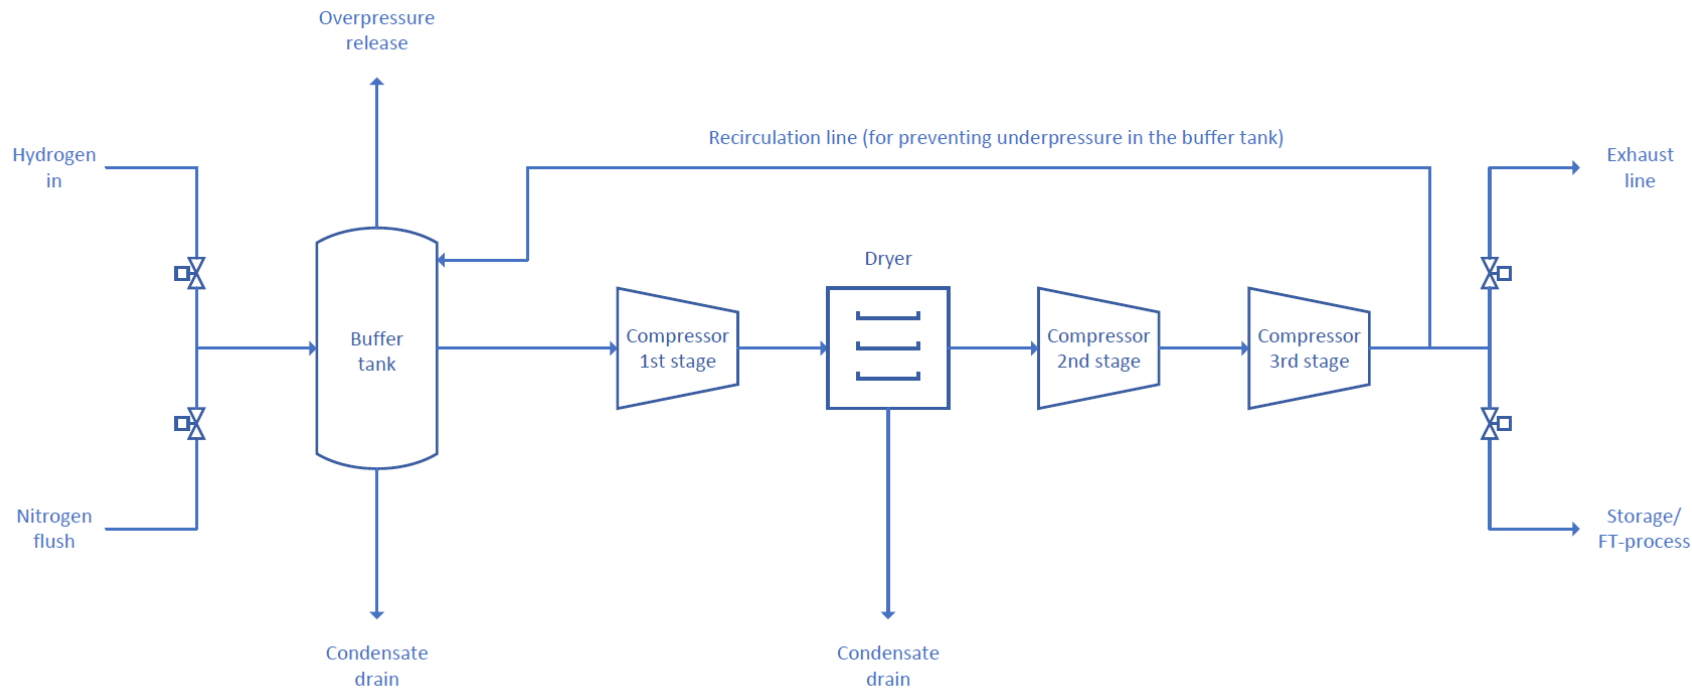 Overpressure
release
Recirculation line (for preventing underpressure in the buffer tank)
Hydrogen
in
Exhaust
line
Dryer
Buffer
tank
Compressor
1st stage
Compressor
2nd stage
Compressor
3rd stage
Nitrogen
flush
Storage/
FT-process
Condensate
drain
Condensate
drain